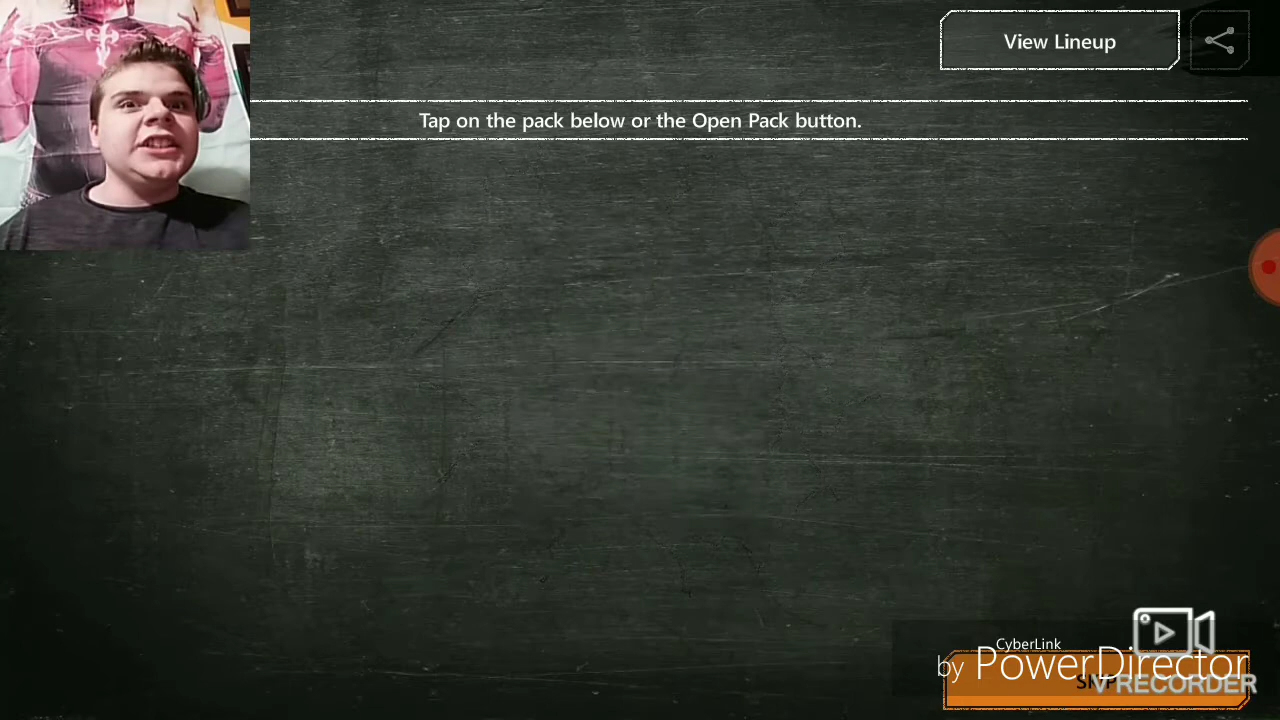 View Lineup
Tap on the pack below or the Open Pack button.
CyberLink
by PowerDirector
VRECORDER